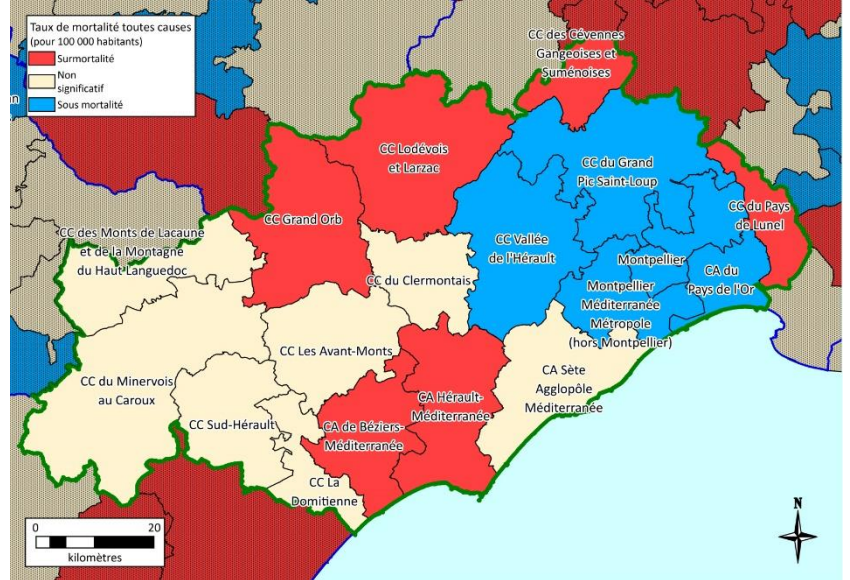 Taux de mortalité toutes causes
(pour 100 000 habitants)
Surmortalité
Non
significatif
Sous mortalité
CC des Cévennes
Gangeoises et
Suménoises
CC Lodévois
et Larzac
CC du Grand
Pic Saint-Loup
CC du Pays
de Lunel
CC Grand Orb
CC des Monts de Lacaune
et de la Montagne
du Haut Languedoc
CC Vallée
de l'Hérault
Montpellier
CC du Clermontais
Montpellier
Méditerranée
Métropole
(hors Montpellier)
CA du
Pays de l'Or
CC Les Avant-Monts
CA Sète
Agglopôle
Méditerranée
CC du Minervois
au Caroux
CA Hérault-
Méditerranée
CC Sud-Hérault
CA de Béziers-
Méditerranée
CC La
Domitienne
N
0 20
kilomètres